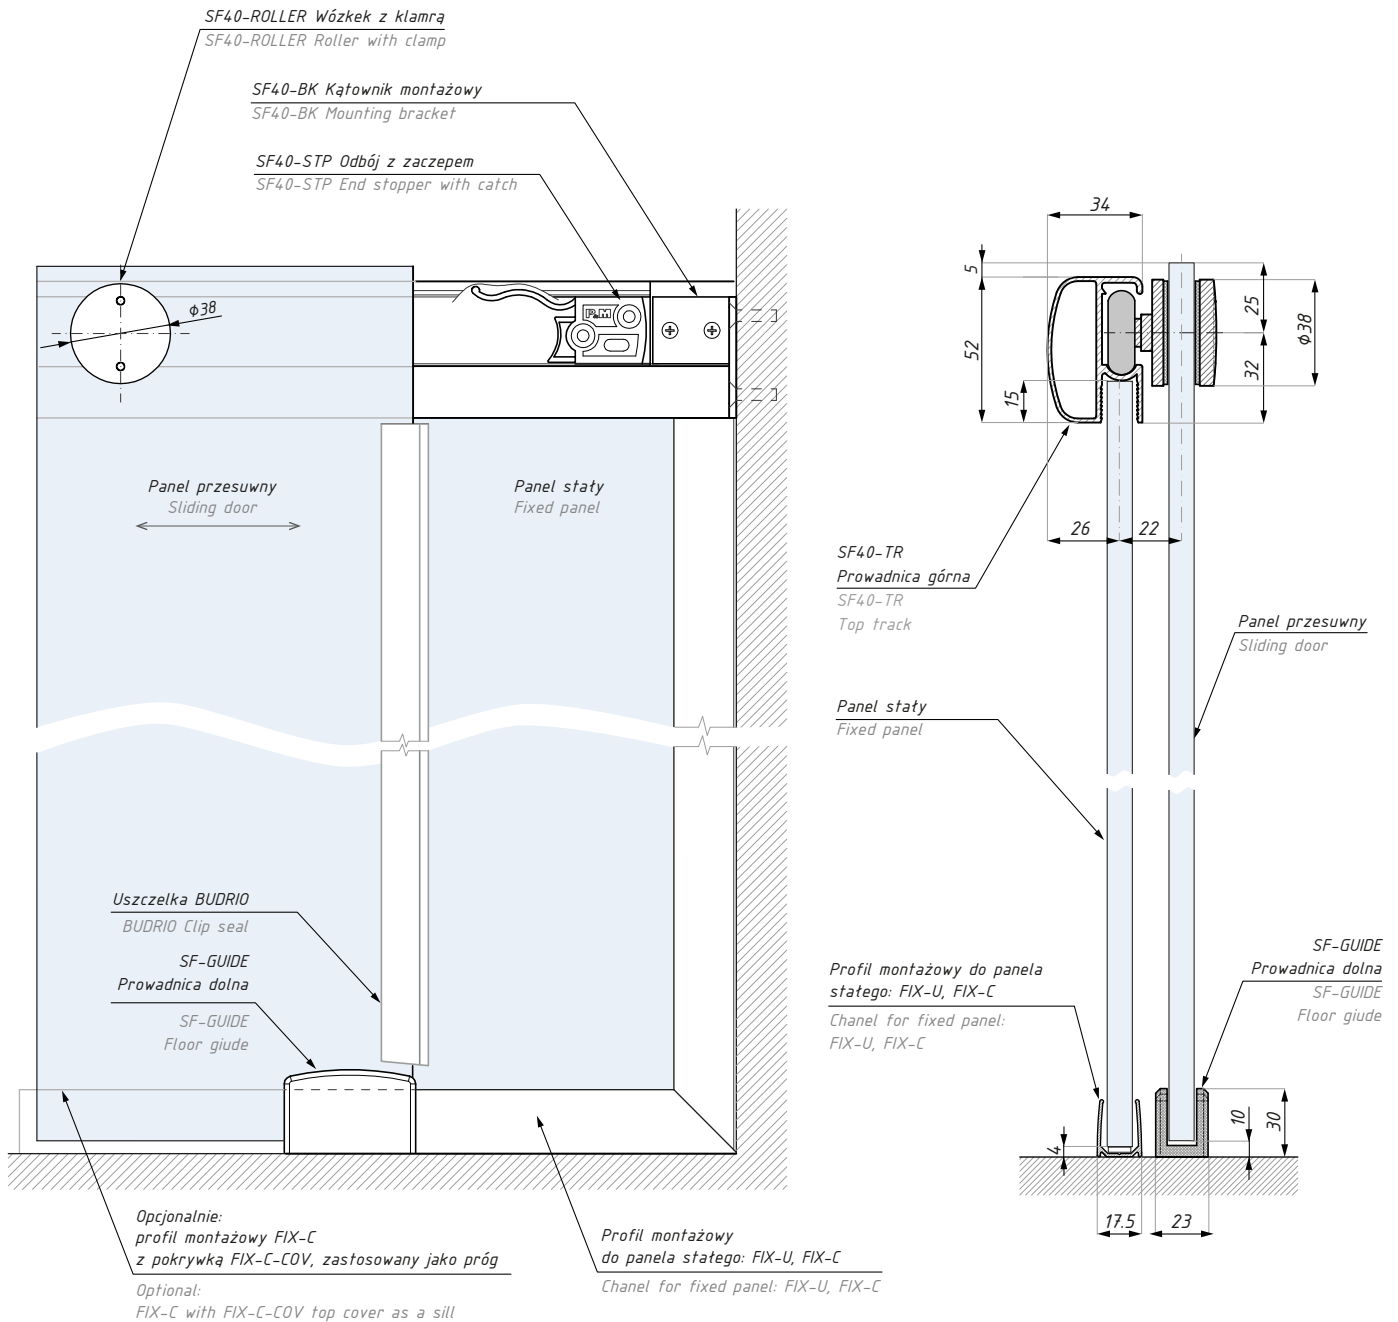 SF40-ROLLER Wózkek z klamrą
SF40-ROLLER Roller with clamp
SF40-BK Kątownik montażowy
SF40-BK Mounting bracket
SF40-STP Odbój z zaczepem
SF40-STP End stopper with catch
ϕ38
P&M
Panel przesuwny
Sliding door
Panel stały
Fixed panel
Uszczelka BUDRIO
BUDRIO Clip seal
SF-GUIDE
Prowadnica dolna
SF-GUIDE
Floor giude
Opcjonalnie:
profil montażowy FIX-C
z pokrywką FIX-C-COV, zastosowany jako próg
Optional:
FIX-C with FIX-C-COV top cover as a sill
Profil montażowy
do panela stałego: FIX-U, FIX-C
Chanel for fixed panel: FIX-U, FIX-C
34
5
52
15
25
32
ϕ38
26
22
SF40-TR
Prowadnica górna
SF40-TR
Top track
Panel przesuwny
Sliding door
Panel stały
Fixed panel
SF-GUIDE
Prowadnica dolna
SF-GUIDE
Floor giude
Profil montażowy do panela
stałego: FIX-U, FIX-C
Chanel for fixed panel:
FIX-U, FIX-C
4
10
30
17.5
23